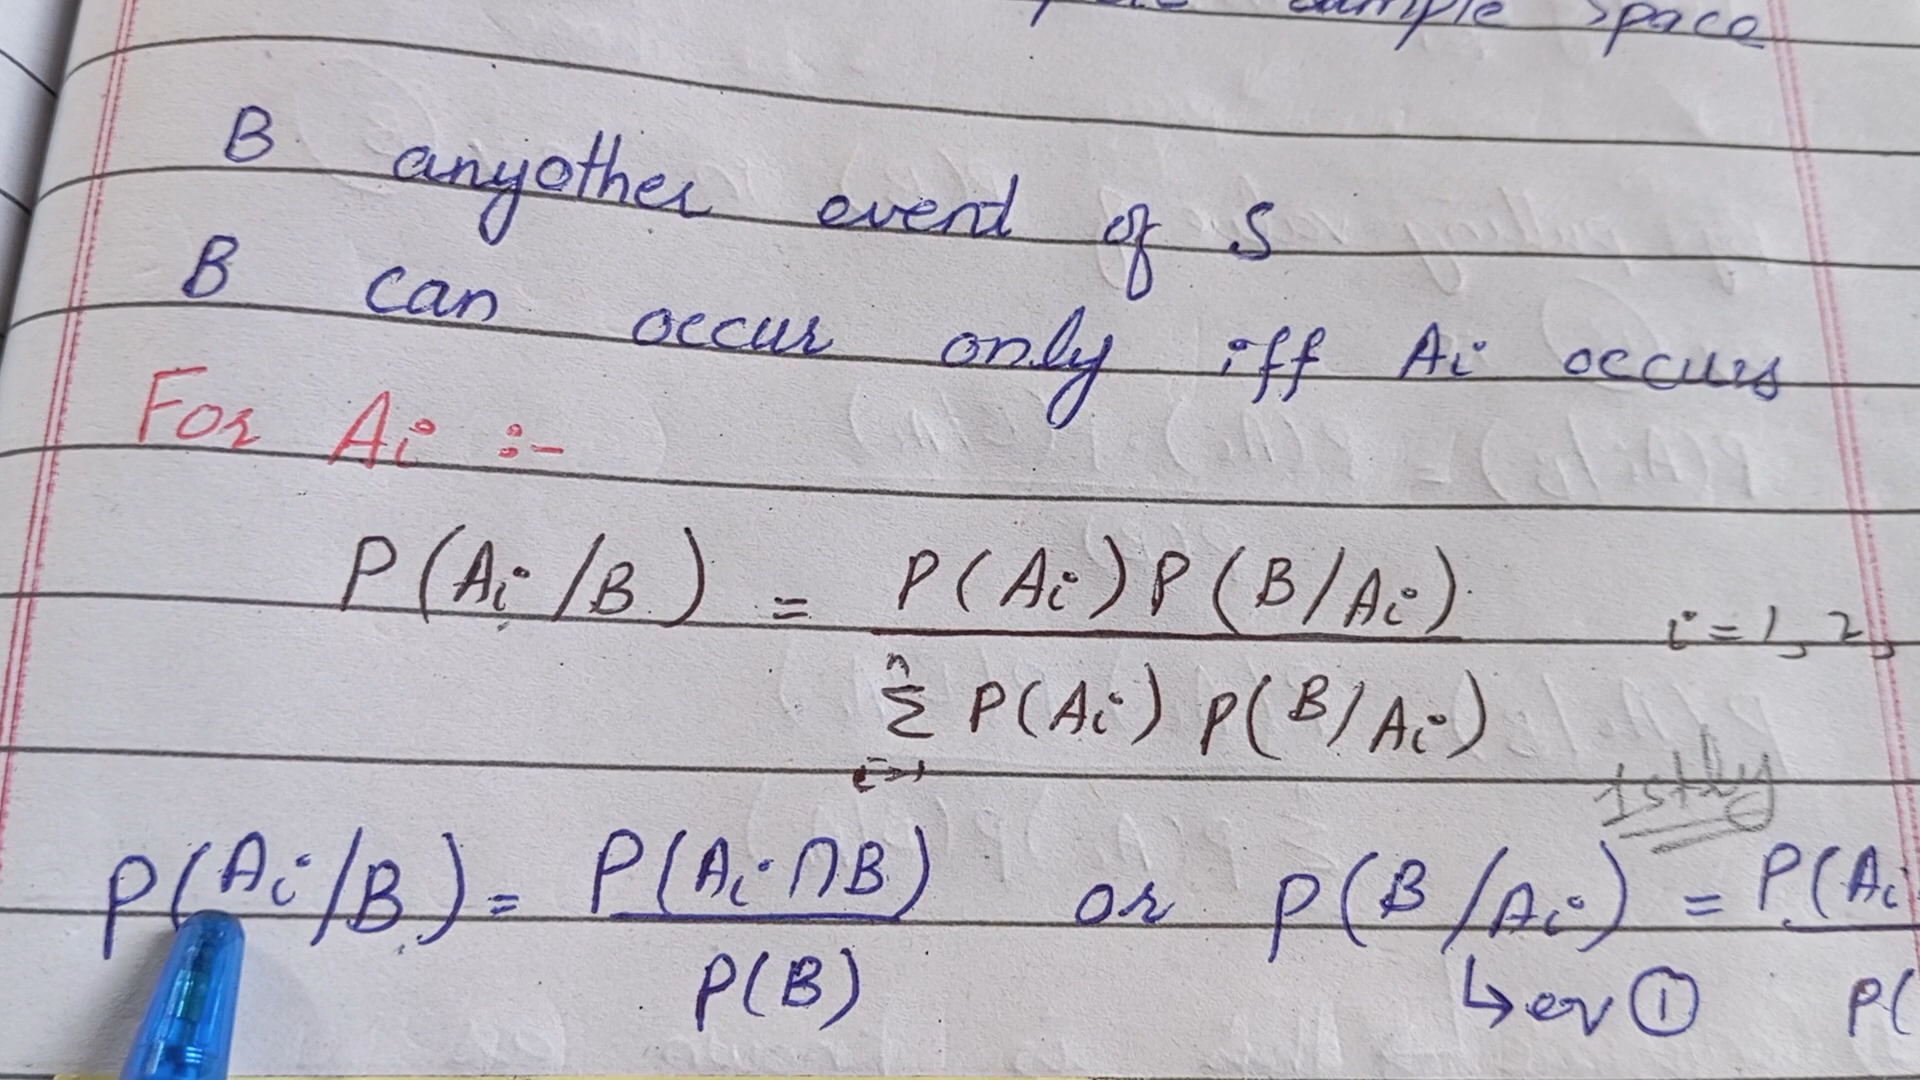 sample space
B anyother event of S
B can occur only iff Ai occurs
For Ai :-
P(Ai/B) = P(Ai) P(B/Ai) i = 1, 2,
n
Σ P(Ai) P(B/Ai)
i=1
1stly
P(Ai/B) = P(Ai∩B) or P(B/Ai) = P(Ai
P(B) ↳ ev ① P(